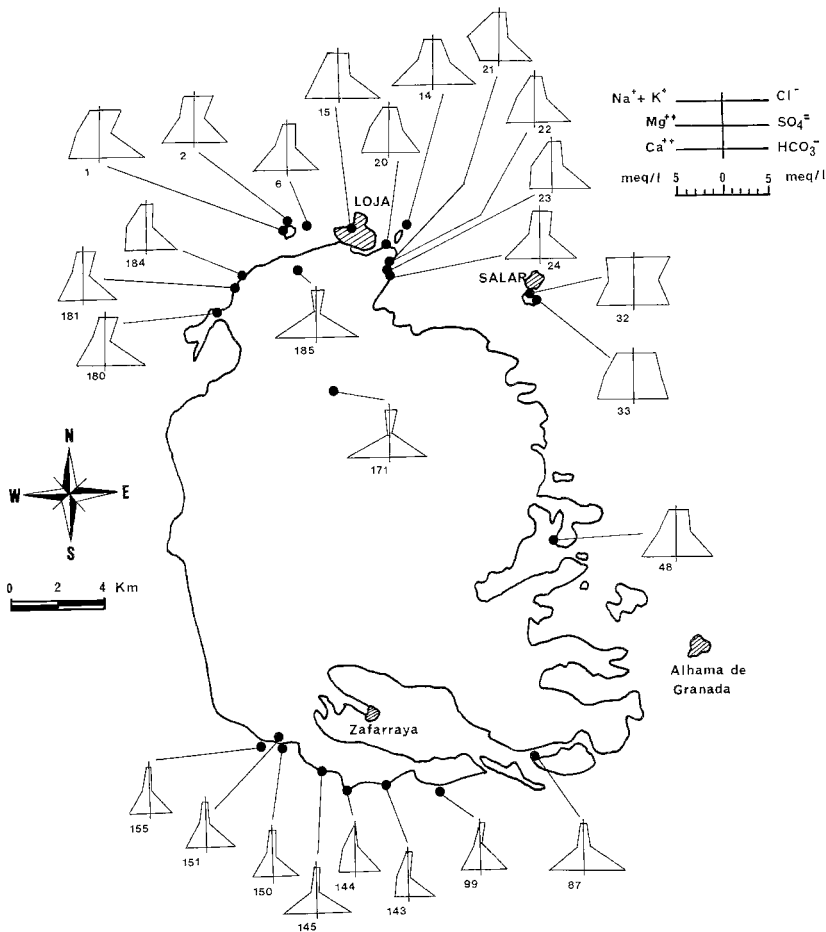 21
14
15
22
2
20
1
6
23
LOJA
24
184
SALAR
32
181
180
185
33
171
Na⁺ + K⁺ Cl⁻
Mg⁺⁺ SO₄⁼
Ca⁺⁺ HCO₃⁻
meq/l 5 0 5 meq/l
N
W E
S
0 2 4 Km
48
Alhama de
Granada
Zafarraya
155
151
150
145
144
143
99
87